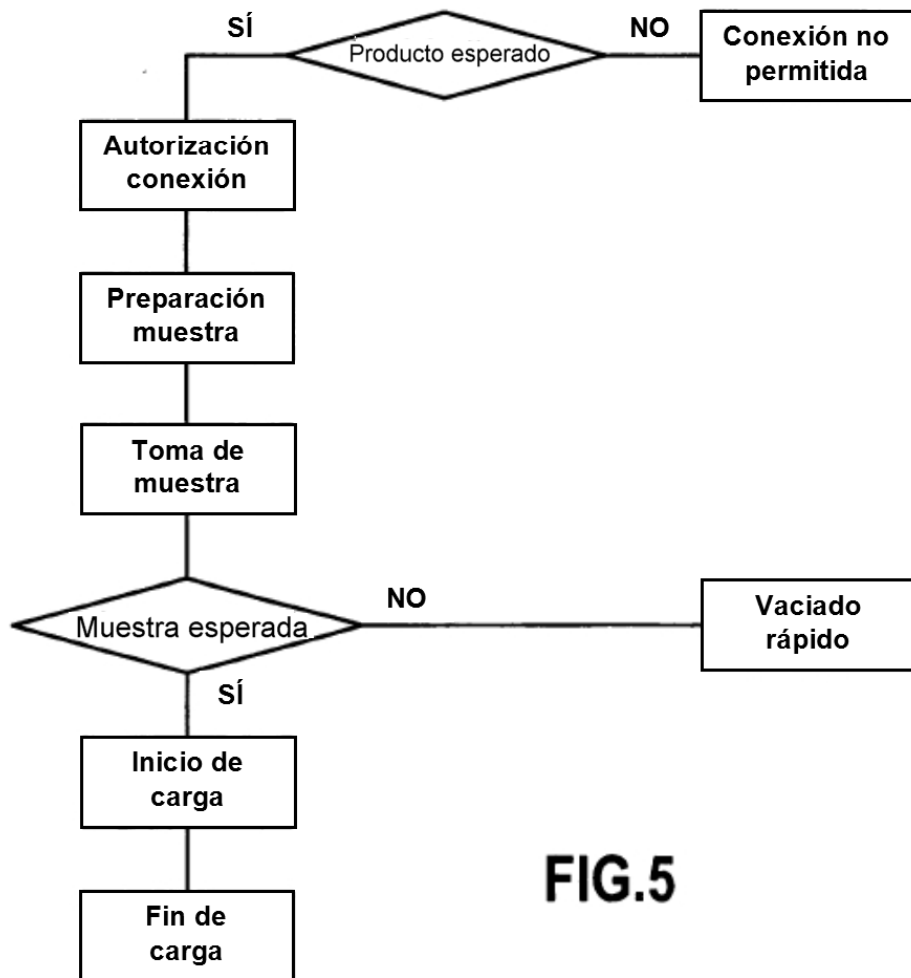 SÍ
Producto esperado
NO
Conexión no
permitida
Autorización
conexión
Preparación
muestra
Toma de
muestra
Muestra esperada
NO
Vaciado
rápido
SÍ
Inicio de
carga
Fin de
carga
FIG.5